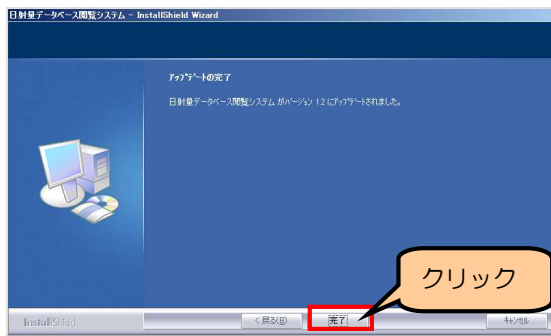 日射量データベース閲覧システム - InstallShield Wizard
ｱｯﾌﾟﾃﾞｰﾄの完了
日射量データベース閲覧システム がﾊﾞｰｼﾞｮﾝ 1.2 にｱｯﾌﾟﾃﾞｰﾄされました。
クリック
InstallShield
< 戻る(B)
完了
ｷｬﾝｾﾙ